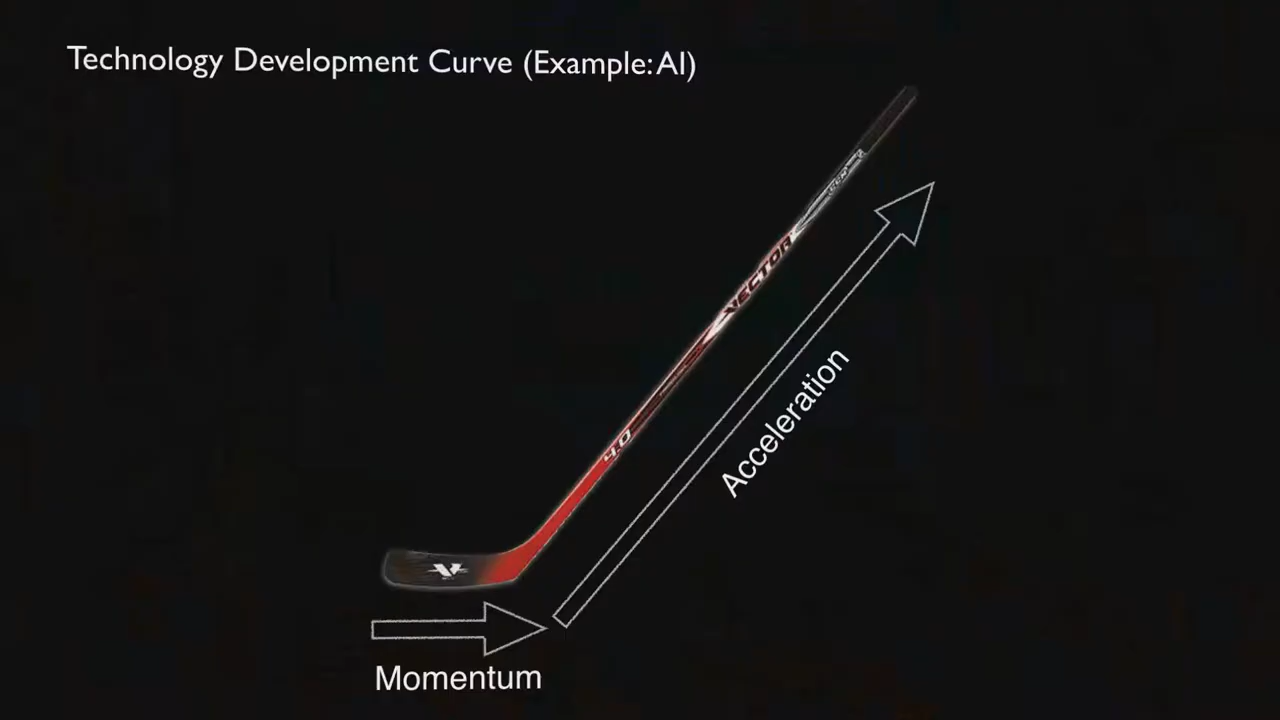 Technology Development Curve (Example: AI)
VECTOR
4.0
Acceleration
Momentum